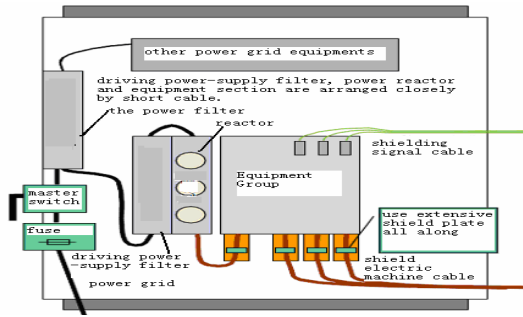 other power grid equipments
driving power-supply filter, power reactor
and equipment section are arranged closely
by short cable.
the power filter
reactor
shielding
signal cable
Equipment
Group
master
switch
use extensive
shield plate
all along
fuse
driving power
-supply filter
shield
electric
machine cable
power grid